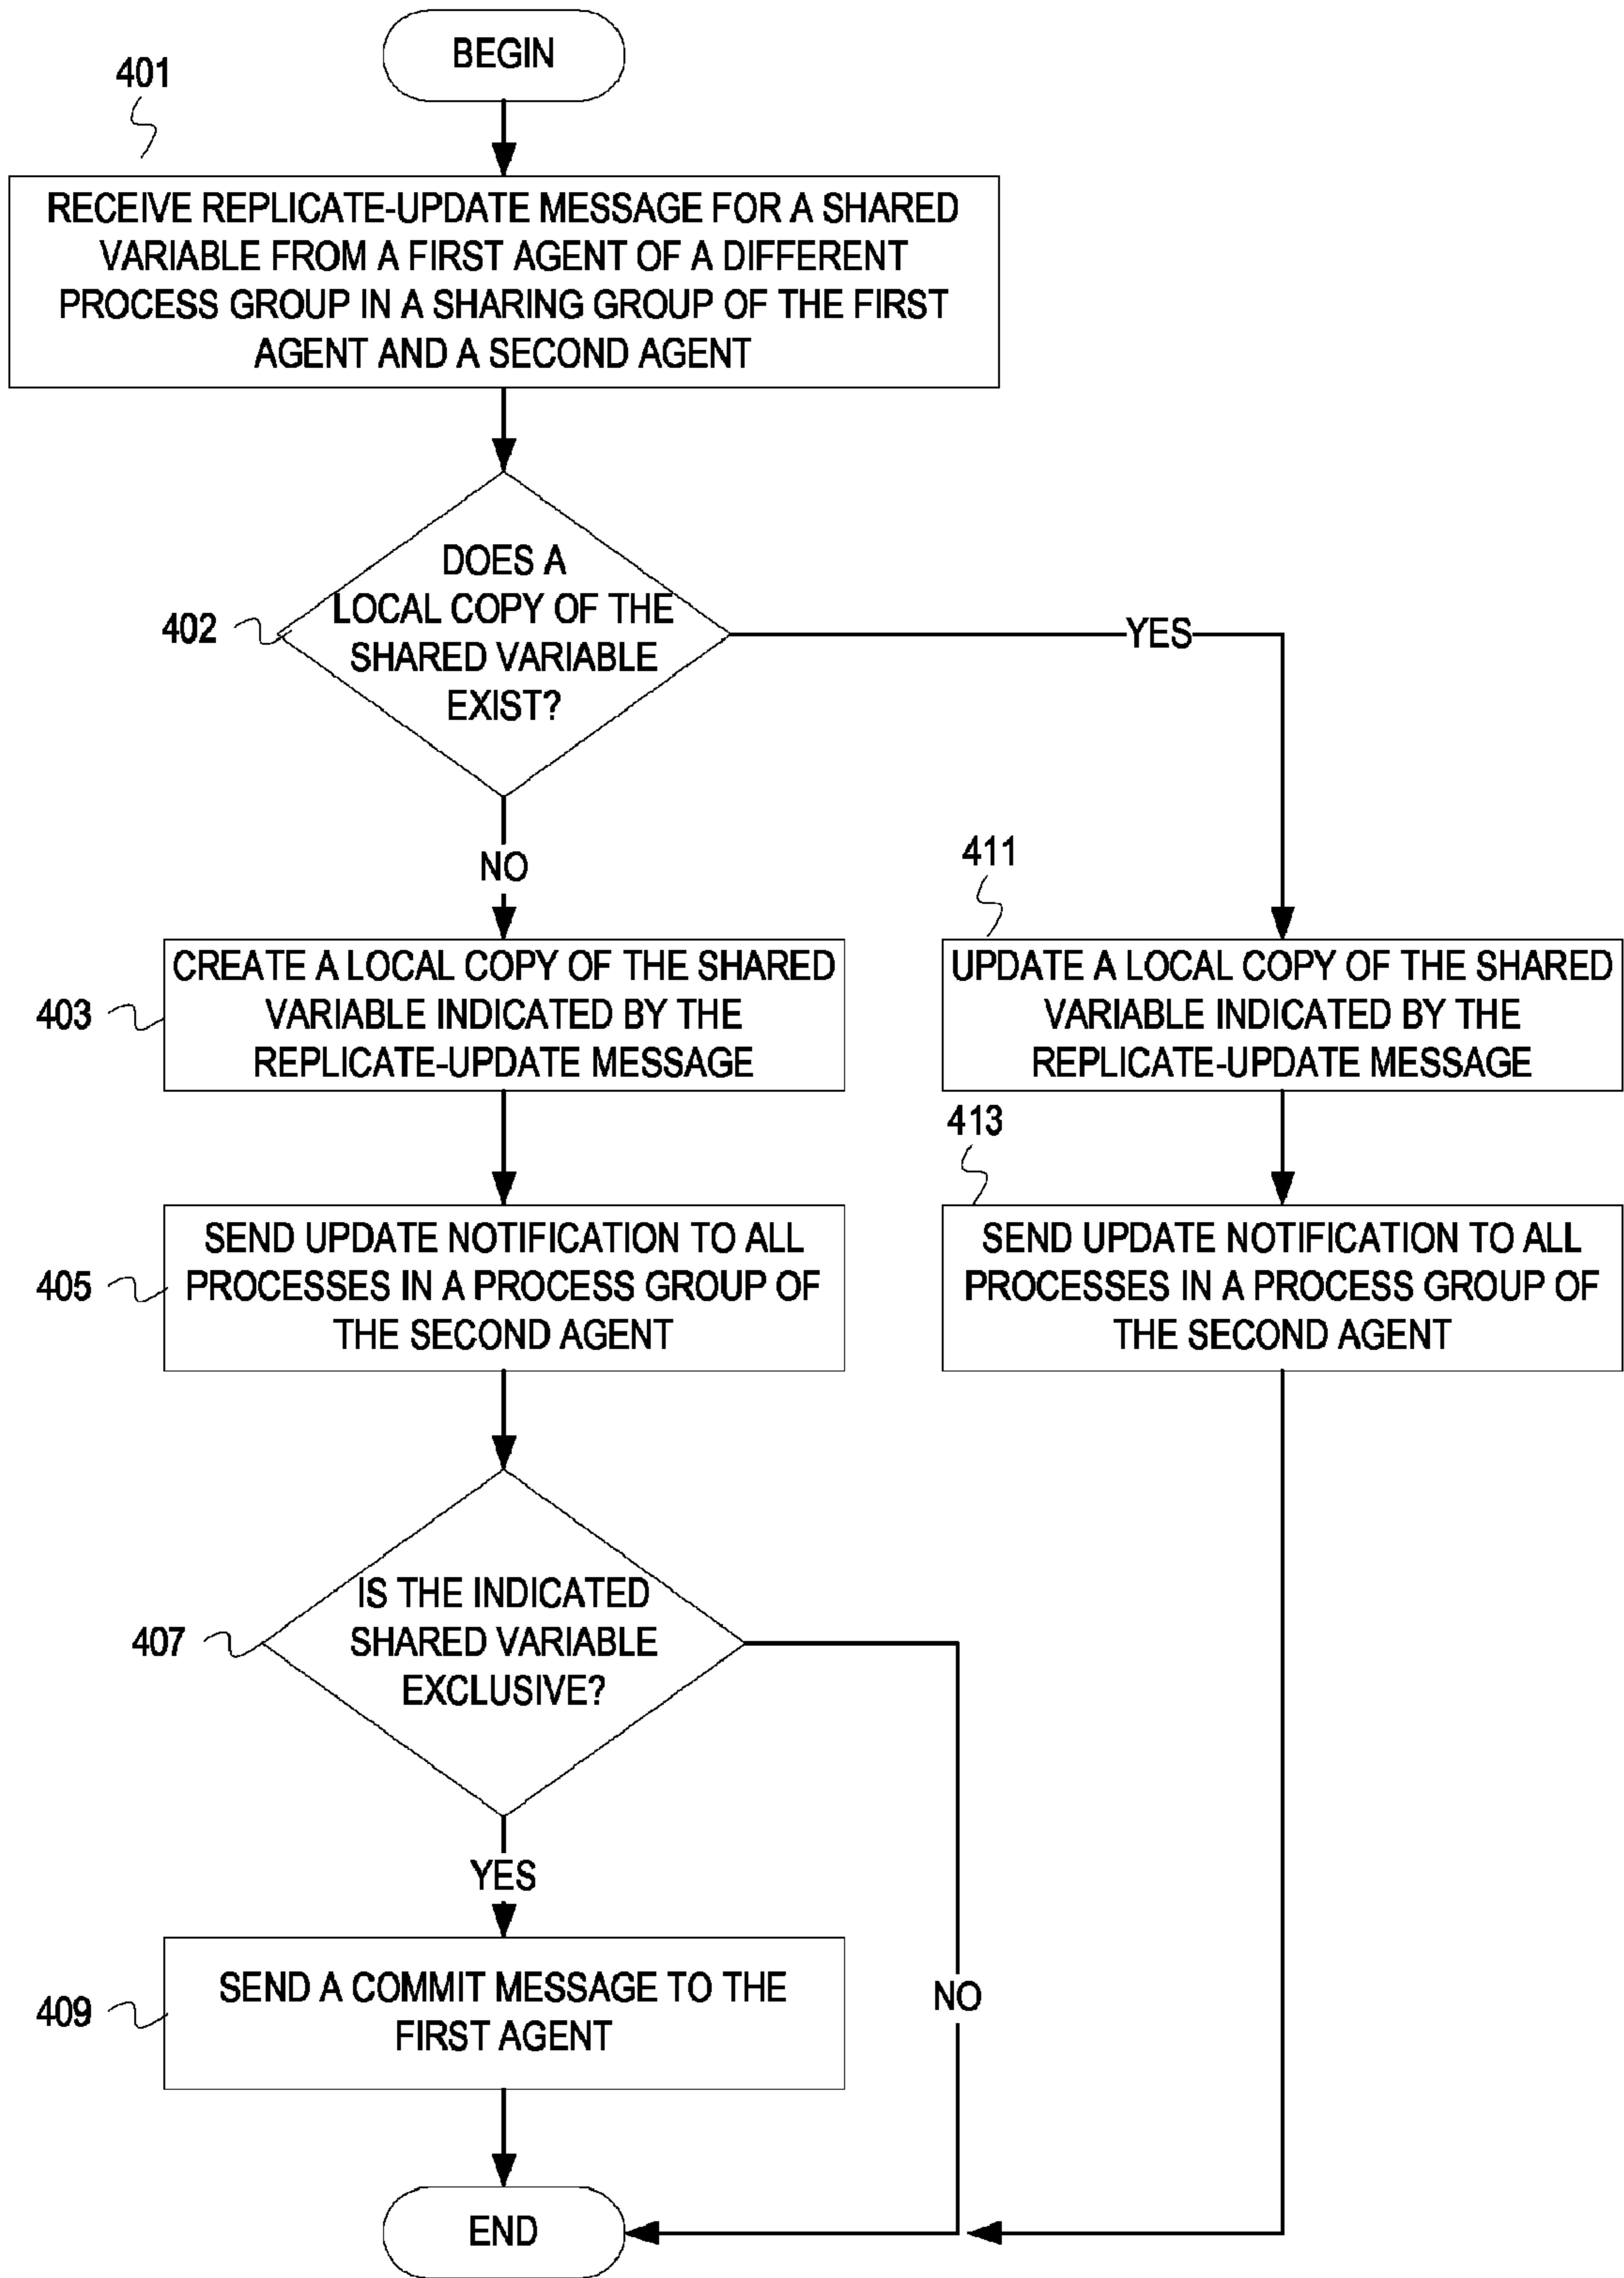 BEGIN
401
RECEIVE REPLICATE-UPDATE MESSAGE FOR A SHARED
VARIABLE FROM A FIRST AGENT OF A DIFFERENT
PROCESS GROUP IN A SHARING GROUP OF THE FIRST
AGENT AND A SECOND AGENT
402
DOES A
LOCAL COPY OF THE
SHARED VARIABLE
EXIST?
YES
NO
403
CREATE A LOCAL COPY OF THE SHARED
VARIABLE INDICATED BY THE
REPLICATE-UPDATE MESSAGE
411
UPDATE A LOCAL COPY OF THE SHARED
VARIABLE INDICATED BY THE
REPLICATE-UPDATE MESSAGE
405
SEND UPDATE NOTIFICATION TO ALL
PROCESSES IN A PROCESS GROUP OF
THE SECOND AGENT
413
SEND UPDATE NOTIFICATION TO ALL
PROCESSES IN A PROCESS GROUP OF
THE SECOND AGENT
407
IS THE INDICATED
SHARED VARIABLE
EXCLUSIVE?
YES
NO
409
SEND A COMMIT MESSAGE TO THE
FIRST AGENT
END